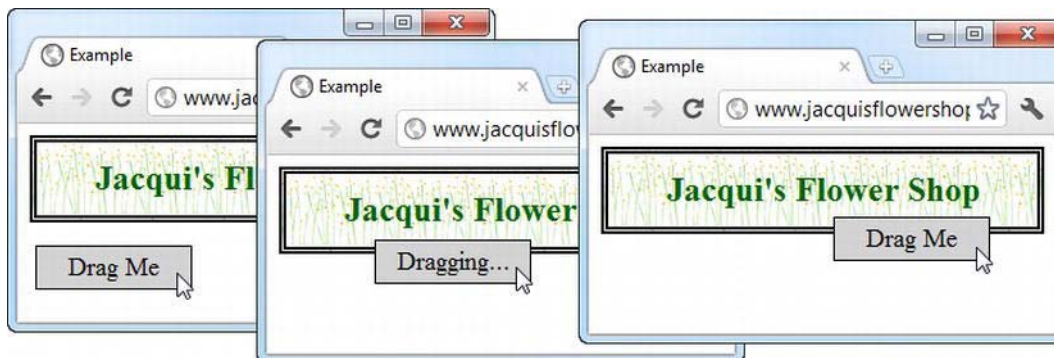 Example
www.jac
Jacqui's Fl
Drag Me
Example
www.jacquisflov
Jacqui's Flower
Dragging...
Example
www.jacquisflowershop
Jacqui's Flower Shop
Drag Me